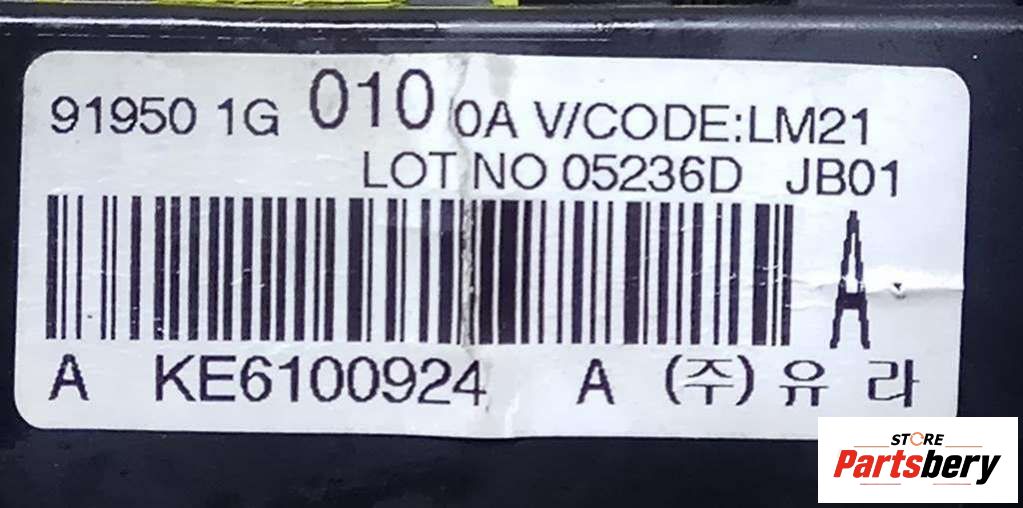 91950 1G 010 0A V/CODE:LM21
LOT NO 05236D JB01
A
A KE6100924 A (주) 유 라
STORE
Partsbery